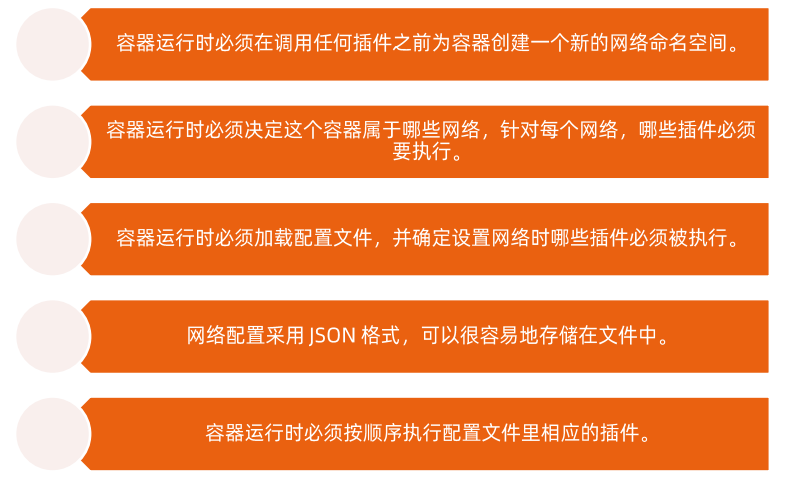 容器运行时必须在调用任何插件之前为容器创建一个新的网络命名空间。
容器运行时必须决定这个容器属于哪些网络，针对每个网络，哪些插件必须
要执行。
容器运行时必须加载配置文件，并确定设置网络时哪些插件必须被执行。
网络配置采用 JSON 格式，可以很容易地存储在文件中。
容器运行时必须按顺序执行配置文件里相应的插件。